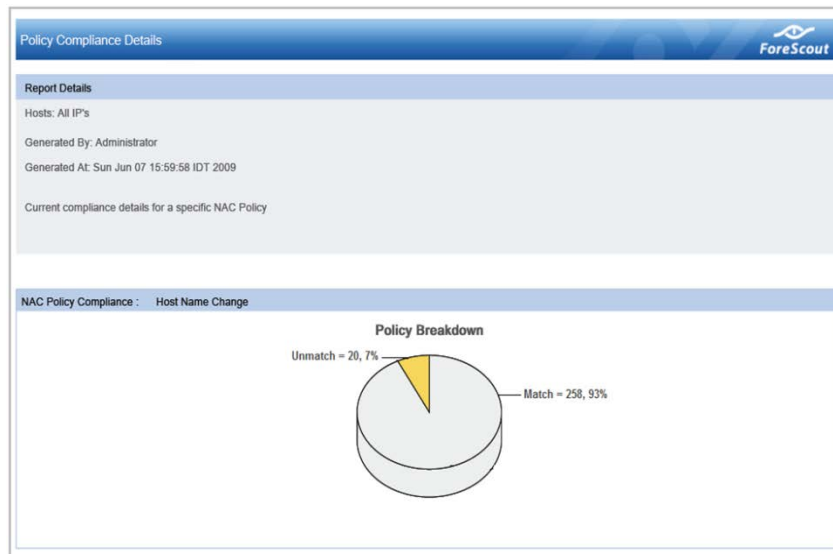 Policy Compliance Details
ForeScout
Report Details
Hosts: All IP's
Generated By: Administrator
Generated At: Sun Jun 07 15:59:58 IDT 2009
Current compliance details for a specific NAC Policy
NAC Policy Compliance : Host Name Change
Policy Breakdown
Unmatch = 20, 7%
Match = 258, 93%